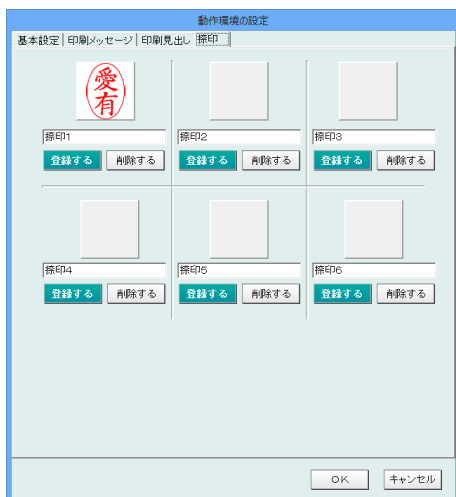 動作環境の設定
基本設定 印刷メッセージ 印刷見出し 捺印
愛有
捺印1 捺印2 捺印3
登録する 削除する 登録する 削除する 登録する 削除する
捺印4 捺印5 捺印6
登録する 削除する 登録する 削除する 登録する 削除する
OK キャンセル